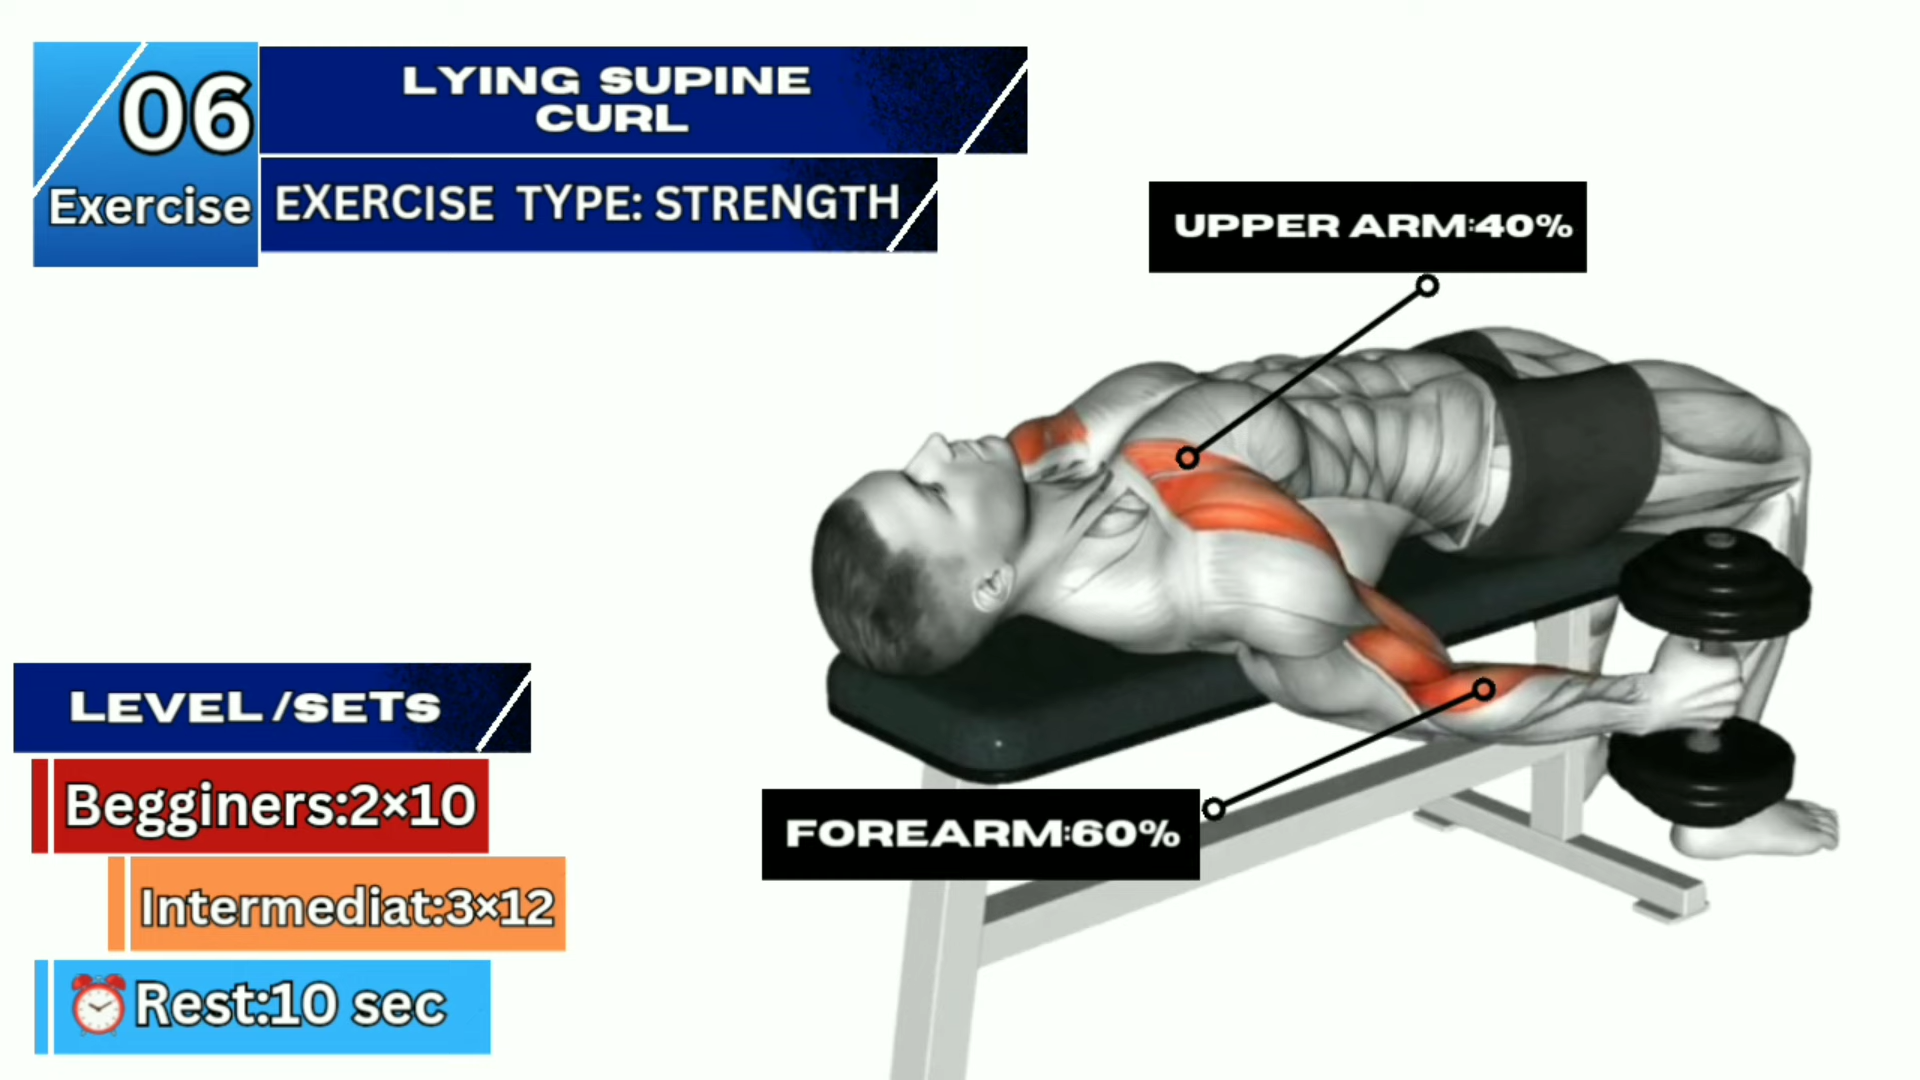 06
Exercise
LYING SUPINE
CURL
EXERCISE TYPE: STRENGTH
UPPER ARM:40%
FOREARM:60%
LEVEL/SETS
Begginers:2×10
Intermediat:3×12
⏰Rest:10 sec